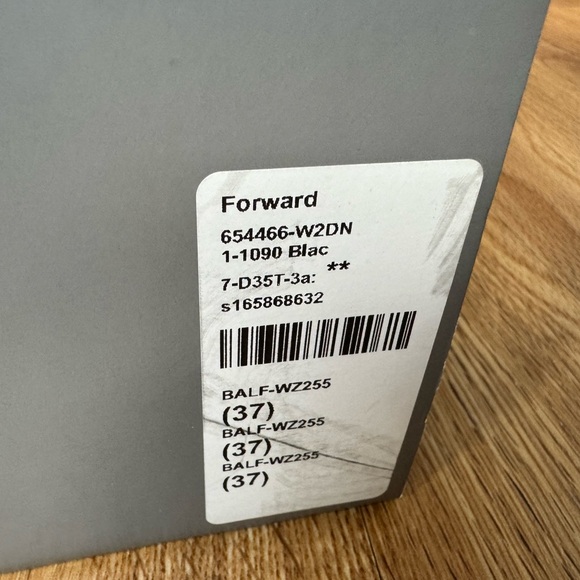 Forward
654466-W2DN
1-1090 Blac
7-D35T-3a: **
s165868632
BALF-WZ255
(37)
BALF-WZ255
(37)
BALF-WZ255
(37)